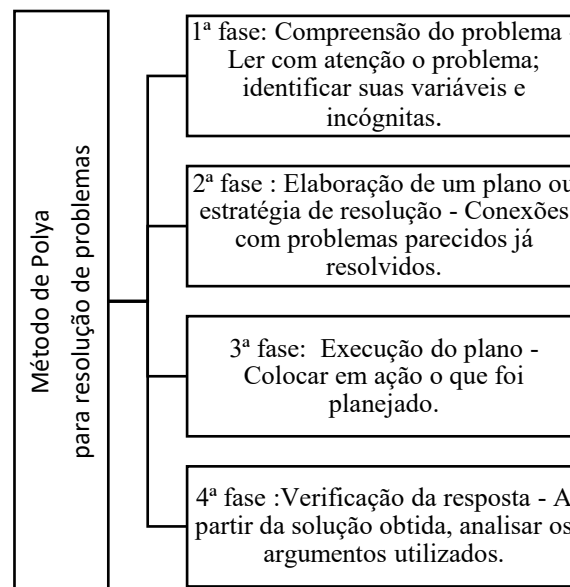 Método de Polya
para resolução de problemas
1ª fase: Compreensão do problema -
Ler com atenção o problema;
identificar suas variáveis e
incógnitas.
2ª fase : Elaboração de um plano ou
estratégia de resolução - Conexões
com problemas parecidos já
resolvidos.
3ª fase: Execução do plano -
Colocar em ação o que foi
planejado.
4ª fase :Verificação da resposta - A
partir da solução obtida, analisar os
argumentos utilizados.